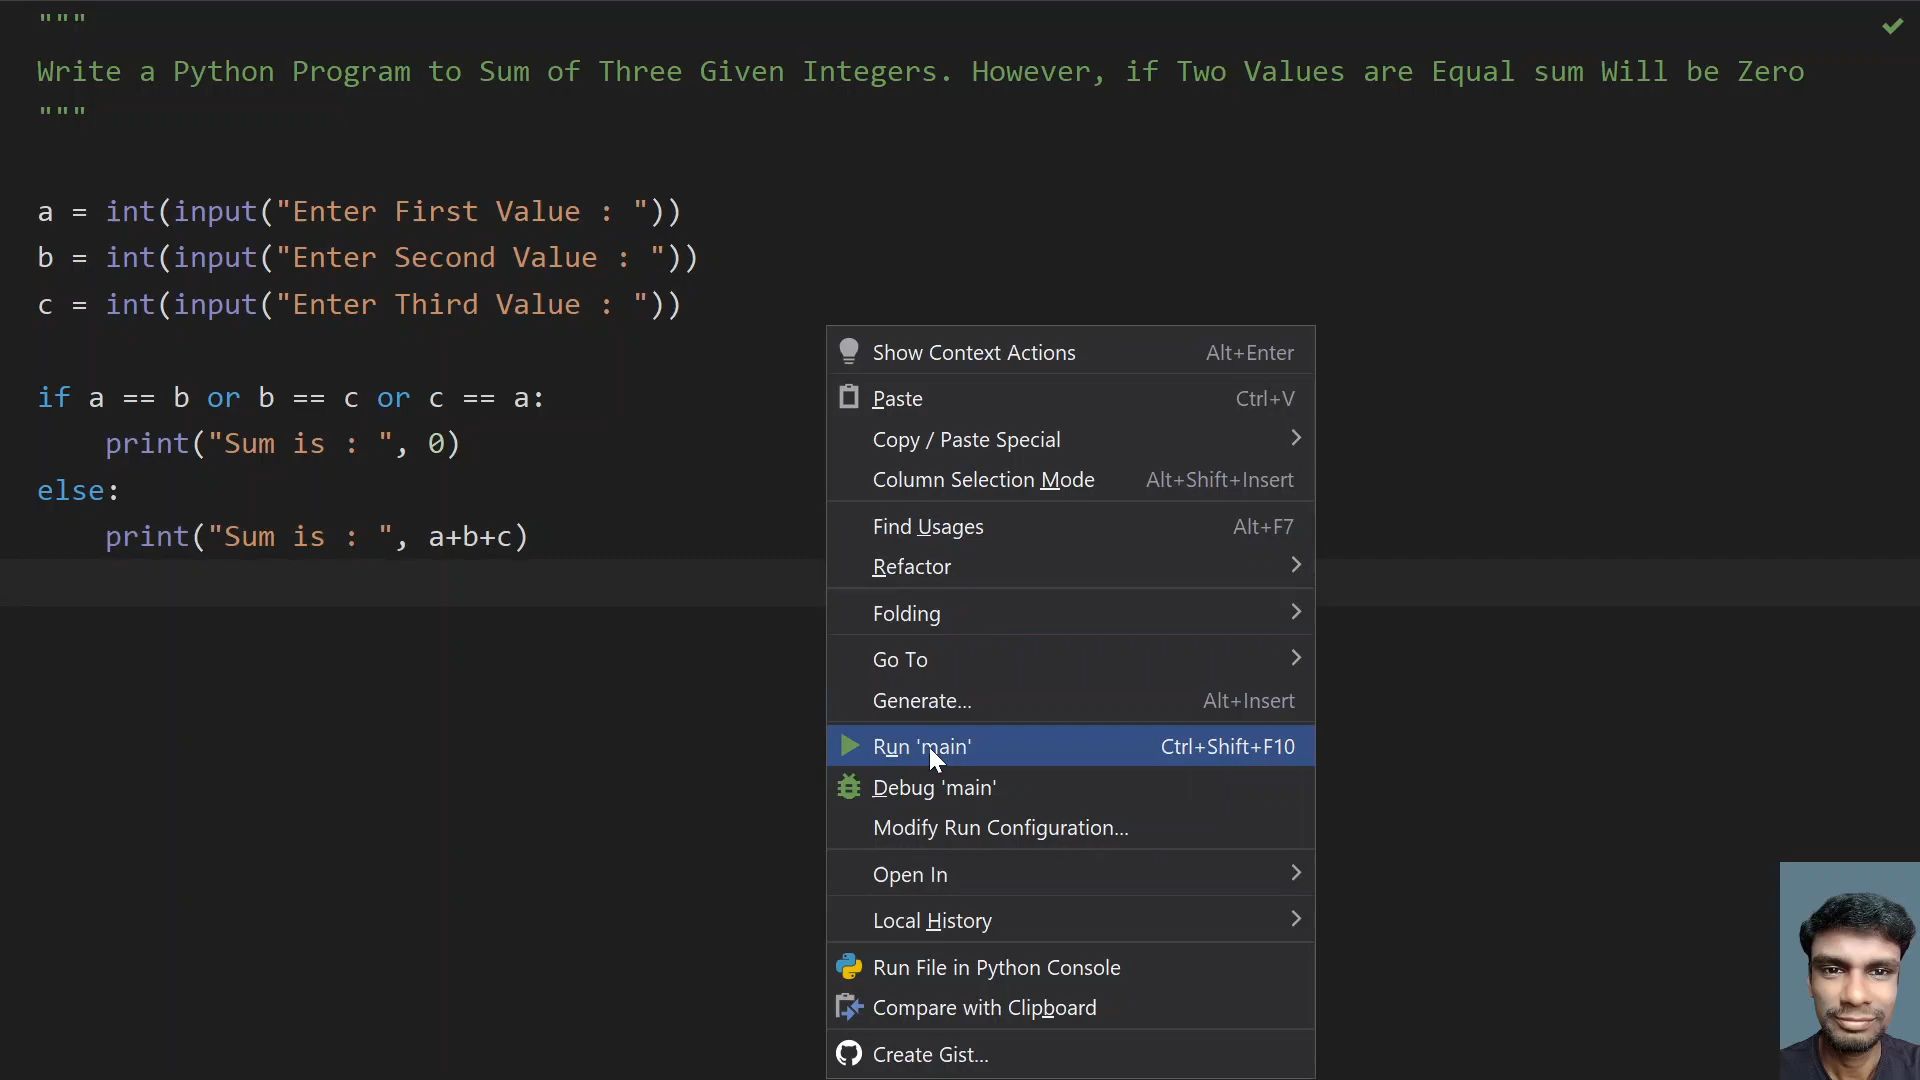 """
Write a Python Program to Sum of Three Given Integers. However, if Two Values are Equal sum Will be Zero
"""
a = int(input("Enter First Value : "))
b = int(input("Enter Second Value : "))
c = int(input("Enter Third Value : "))
if a == b or b == c or c == a:
    print("Sum is : ", 0)
else:
    print("Sum is : ", a+b+c)
Show Context Actions Alt+Enter
Paste Ctrl+V
Copy / Paste Special
Column Selection Mode Alt+Shift+Insert
Find Usages Alt+F7
Refactor
Folding
Go To
Generate... Alt+Insert
Run 'main' Ctrl+Shift+F10
Debug 'main'
Modify Run Configuration...
Open In
Local History
Run File in Python Console
Compare with Clipboard
Create Gist...